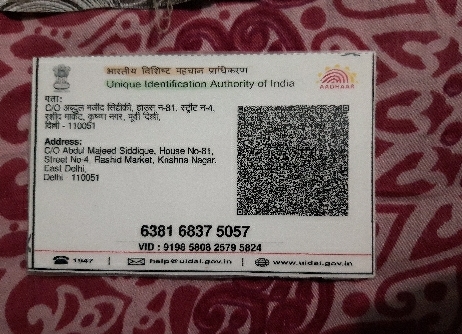 भारतीय विशिष्ट पहचान प्राधिकरण
Unique Identification Authority of India
AADHAAR
पता:
C/O अब्दुल मजीद सिद्दीकी, हाउस न-81, स्ट्रीट न-4,
रशीद मार्केट, कृष्णा नगर, पूर्वी दिल्ली,
दिल्ली - 110051
Address:
C/O Abdul Majeed Siddique, House No-81,
Street No-4, Rashid Market, Krishna Nagar,
East Delhi,
Delhi 110051
6381 6837 5057
VID : 9198 5808 2579 5824
1947 | help@uidai.gov.in | www.uidai.gov.in